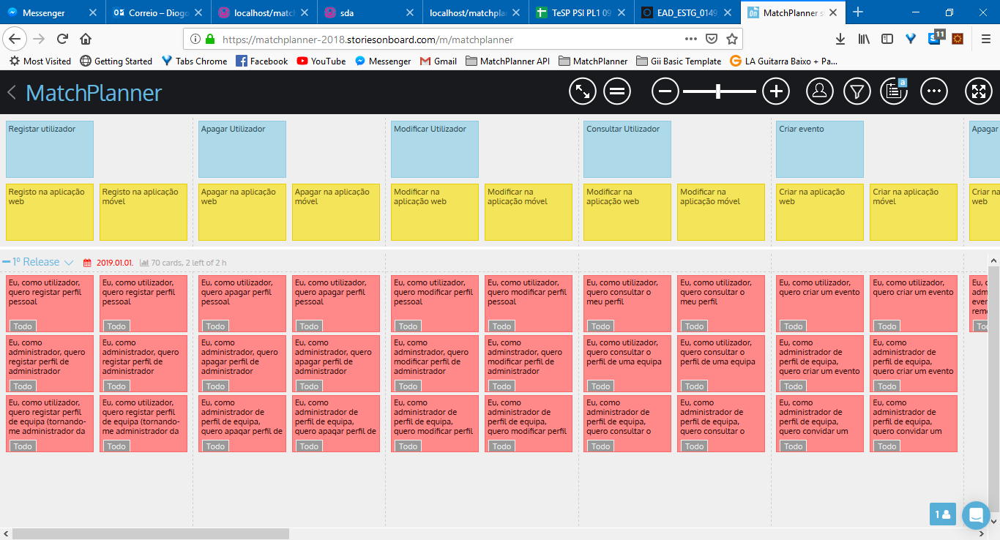 Messenger
Correio – Diogo
localhost/match
sda
localhost/matchpla
TeSP PSI PL1 09
EAD_ESTG_0149
MatchPlanner s
https://matchplanner-2018.storiesonboard.com/m/matchplanner
11
Most Visited
Getting Started
Tabs Chrome
Facebook
YouTube
Messenger
Gmail
MatchPlanner API
MatchPlanner
Gii Basic Template
LA Guitarra Baixo + Pa...
MatchPlanner
a
Registar utilizador
Apagar Utilizador
Modificar Utilizador
Consultar Utilizador
Criar evento
Apagar
Registo na aplicação
web
Registo na aplicação
móvel
Apagar na aplicação
web
Apagar na aplicação
móvel
Modificar na
aplicação web
Modificar na
aplicação móvel
Modificar na
aplicação web
Modificar na
aplicação móvel
Criar na aplicação
web
Criar na aplicação
móvel
Criar na
web
1º Release
2019.01.01.
70 cards, 2 left of 2 h
Eu, como utilizador,
quero registar perfil
pessoal
Todo
Eu, como utilizador,
quero registar perfil
pessoal
Todo
Eu, como utilizador,
quero apagar perfil
pessoal
Todo
Eu, como utilizador,
quero apagar perfil
pessoal
Todo
Eu, como utilizador,
quero modificar perfil
pessoal
Todo
Eu, como utilizador,
quero modificar perfil
pessoal
Todo
Eu, como utilizador,
quero consultar o
meu perfil
Todo
Eu, como utilizador,
quero consultar o
meu perfil
Todo
Eu, como utilizador,
quero criar um evento
Todo
Eu, como utilizador,
quero criar um evento
Todo
Eu, c
adm
even
rem
To
Eu, como
adminstrador, quero
registar perfil de
administrador
Todo
Eu, como
adminstrador, quero
registar perfil de
administrador
Todo
Eu, como
adminstrador, quero
apagar perfil de
administrador
Todo
Eu, como
adminstrador, quero
apagar perfil de
administrador
Todo
Eu, como
adminstrador, quero
modificar perfil de
administrador
Todo
Eu, como
adminstrador, quero
modificar perfil de
administrador
Todo
Eu, como utilizador,
quero consultar o
perfil de uma equipa
Todo
Eu, como utilizador,
quero consultar o
perfil de uma equipa
Todo
Eu, como
administrador de
perfil de equipa,
quero criar um evento
Todo
Eu, como
administrador de
perfil de equipa,
quero criar um evento
Todo
Eu, como utilizador,
quero registar perfil
de equipa (tornando-
me administrador da
Todo
Eu, como utilizador,
quero registar perfil
de equipa (tornando-
me administrador da
Todo
Eu, como
administrador de
perfil de equipa,
quero apagar perfil de
Todo
Eu, como
administrador de
perfil de equipa,
quero apagar perfil de
Todo
Eu, como
administrador de
perfil de equipa,
quero modificar perfil
Todo
Eu, como
administrador de
perfil de equipa,
quero modificar perfil
Todo
Eu, como
administrador de
perfil de equipa,
quero consultar o
Todo
Eu, como
administrador de
perfil de equipa,
quero consultar o
Todo
Eu, como
administrador de
perfil de equipa,
quero convidar um
Todo
Eu, como
administrador de
perfil de equipa,
quero convidar um
Todo
1